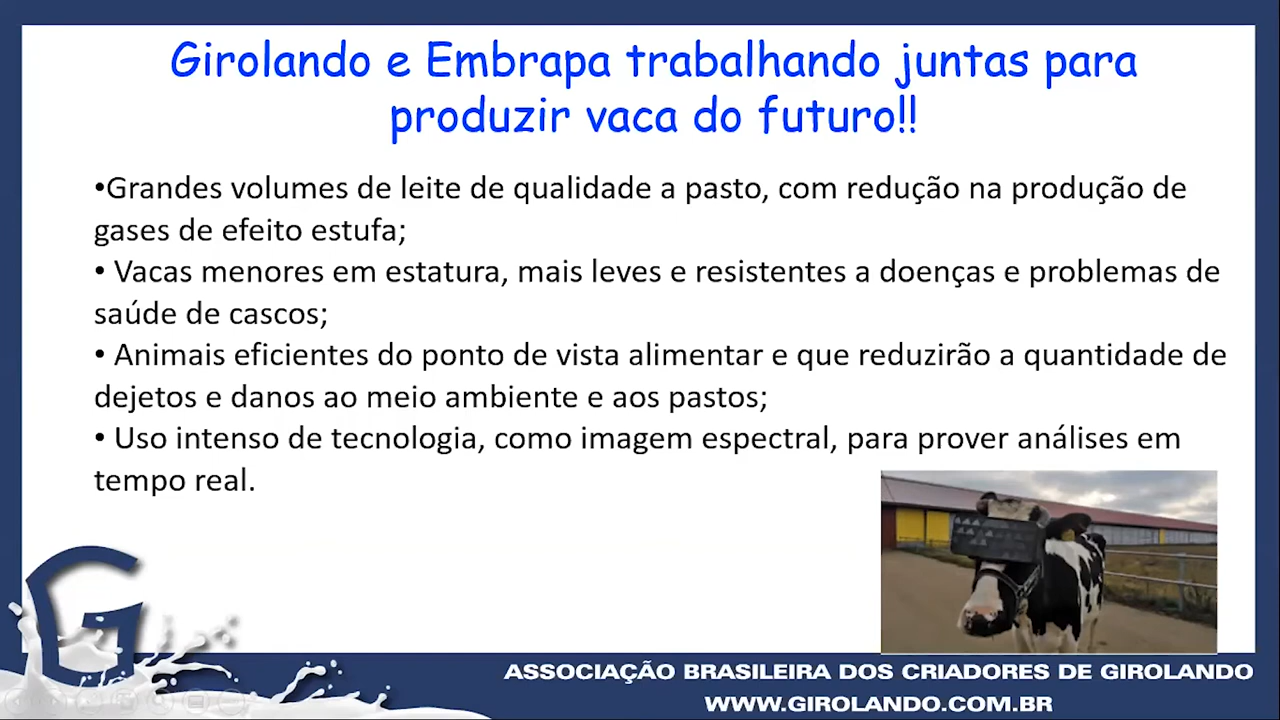 Girolando e Embrapa trabalhando juntas para
produzir vaca do futuro!!
•Grandes volumes de leite de qualidade a pasto, com redução na produção de
gases de efeito estufa;
• Vacas menores em estatura, mais leves e resistentes a doenças e problemas de
saúde de cascos;
• Animais eficientes do ponto de vista alimentar e que reduzirão a quantidade de
dejetos e danos ao meio ambiente e aos pastos;
• Uso intenso de tecnologia, como imagem espectral, para prover análises em
tempo real.
G
ASSOCIAÇÃO BRASILEIRA DOS CRIADORES DE GIROLANDO
WWW.GIROLANDO.COM.BR